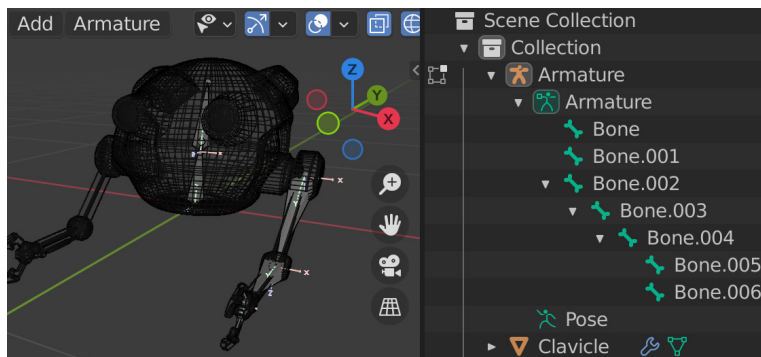 Add Armature
Z
Y
X
x
x
z
Scene Collection
Collection
Armature
Armature
Bone
Bone.001
Bone.002
Bone.003
Bone.004
Bone.005
Bone.006
Pose
Clavicle